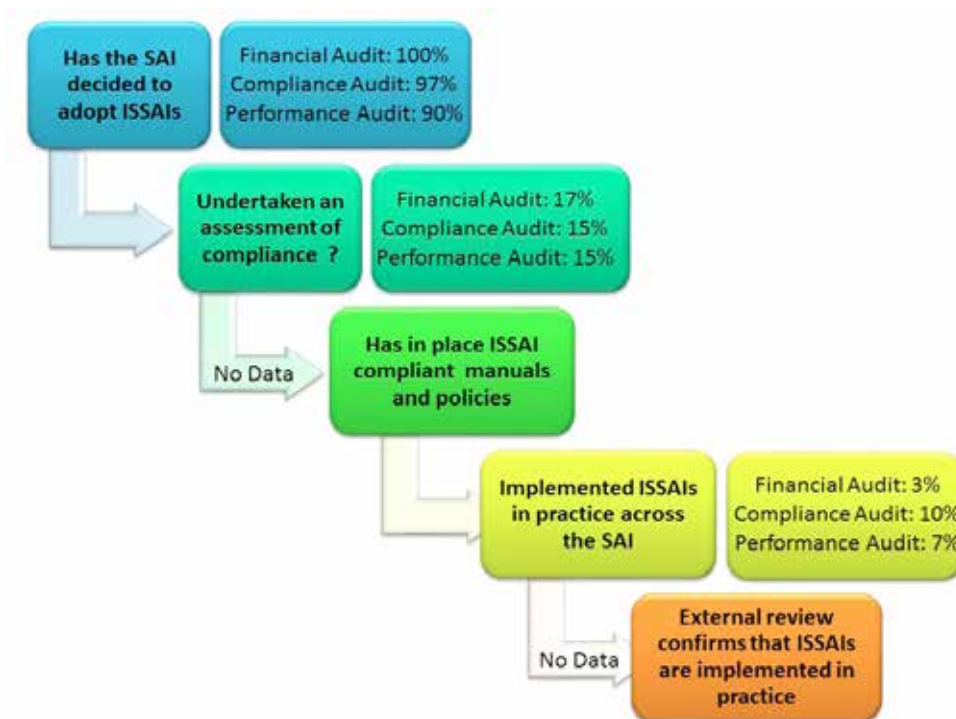 Has the SAI
decided to
adopt ISSAIs
Financial Audit: 100%
Compliance Audit: 97%
Performance Audit: 90%
Undertaken an
assessment of
compliance ?
Financial Audit: 17%
Compliance Audit: 15%
Performance Audit: 15%
No Data
Has in place ISSAI
compliant manuals
and policies
Implemented ISSAIs
in practice across
the SAI
Financial Audit: 3%
Compliance Audit: 10%
Performance Audit: 7%
No Data
External review
confirms that ISSAIs
are implemented in
practice